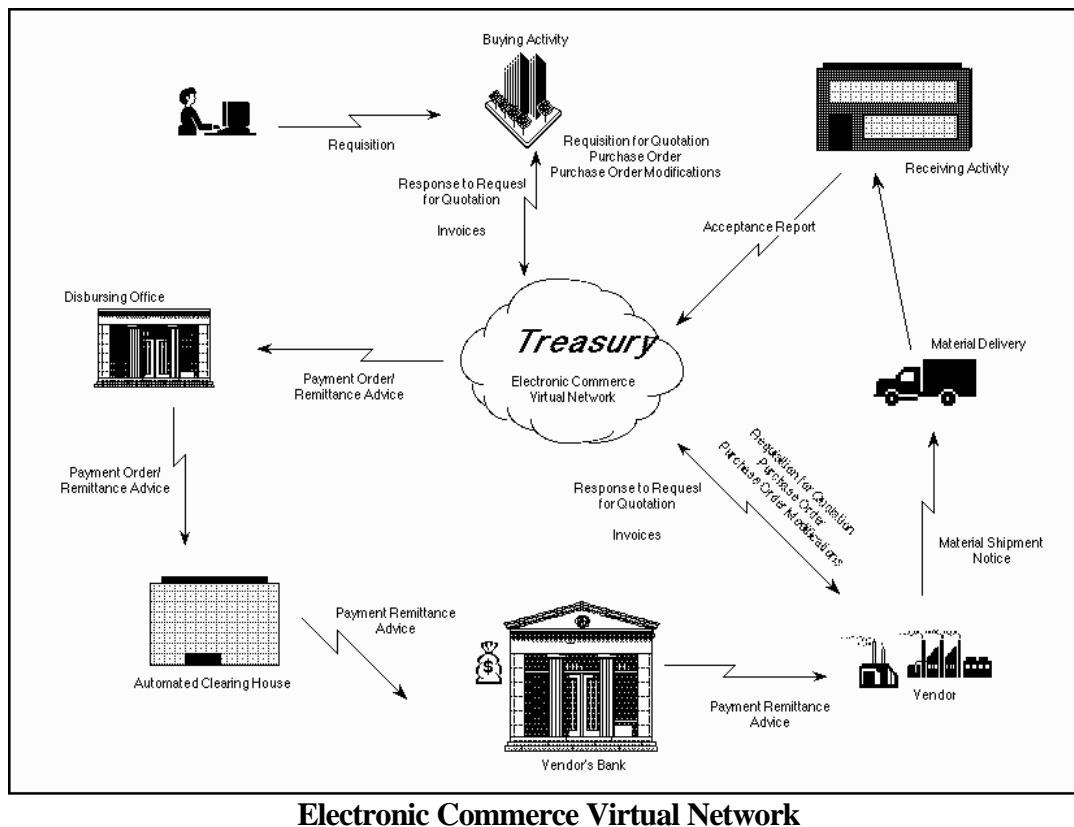 Buying Activity
Requisition
Requisition for Quotation
Purchase Order
Purchase Order Modifications
Receiving Activity
Response to Request
for Quotation
Invoices
Acceptance Report
Disbursing Office
Treasury
Electronic Commerce
Virtual Network
Payment Order/
Remittance Advice
Material Delivery
Payment Order/
Remittance Advice
Response to Request
for Quotation
Invoices
Requisition for Quotation
Purchase Order
Purchase Order Modifications
Material Shipment
Notice
Automated Clearing House
Payment Remittance
Advice
$
Vendor's Bank
Payment Remittance
Advice
Vendor
Electronic Commerce Virtual Network